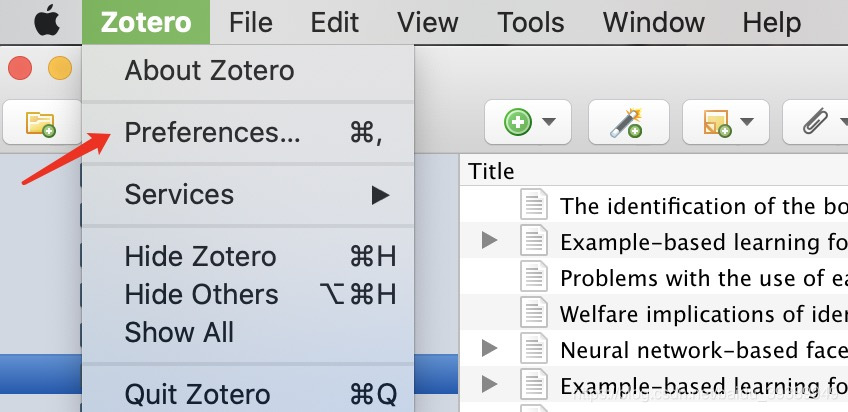 Zotero File Edit View Tools Window Help
About Zotero
Preferences... ⌘,
Services ▶
Hide Zotero ⌘H
Hide Others ⌥⌘H
Show All
Quit Zotero ⌘Q
Title
The identification of the bo
Example-based learning fo
Problems with the use of ea
Welfare implications of iden
Neural network-based face
Example-based learning fo